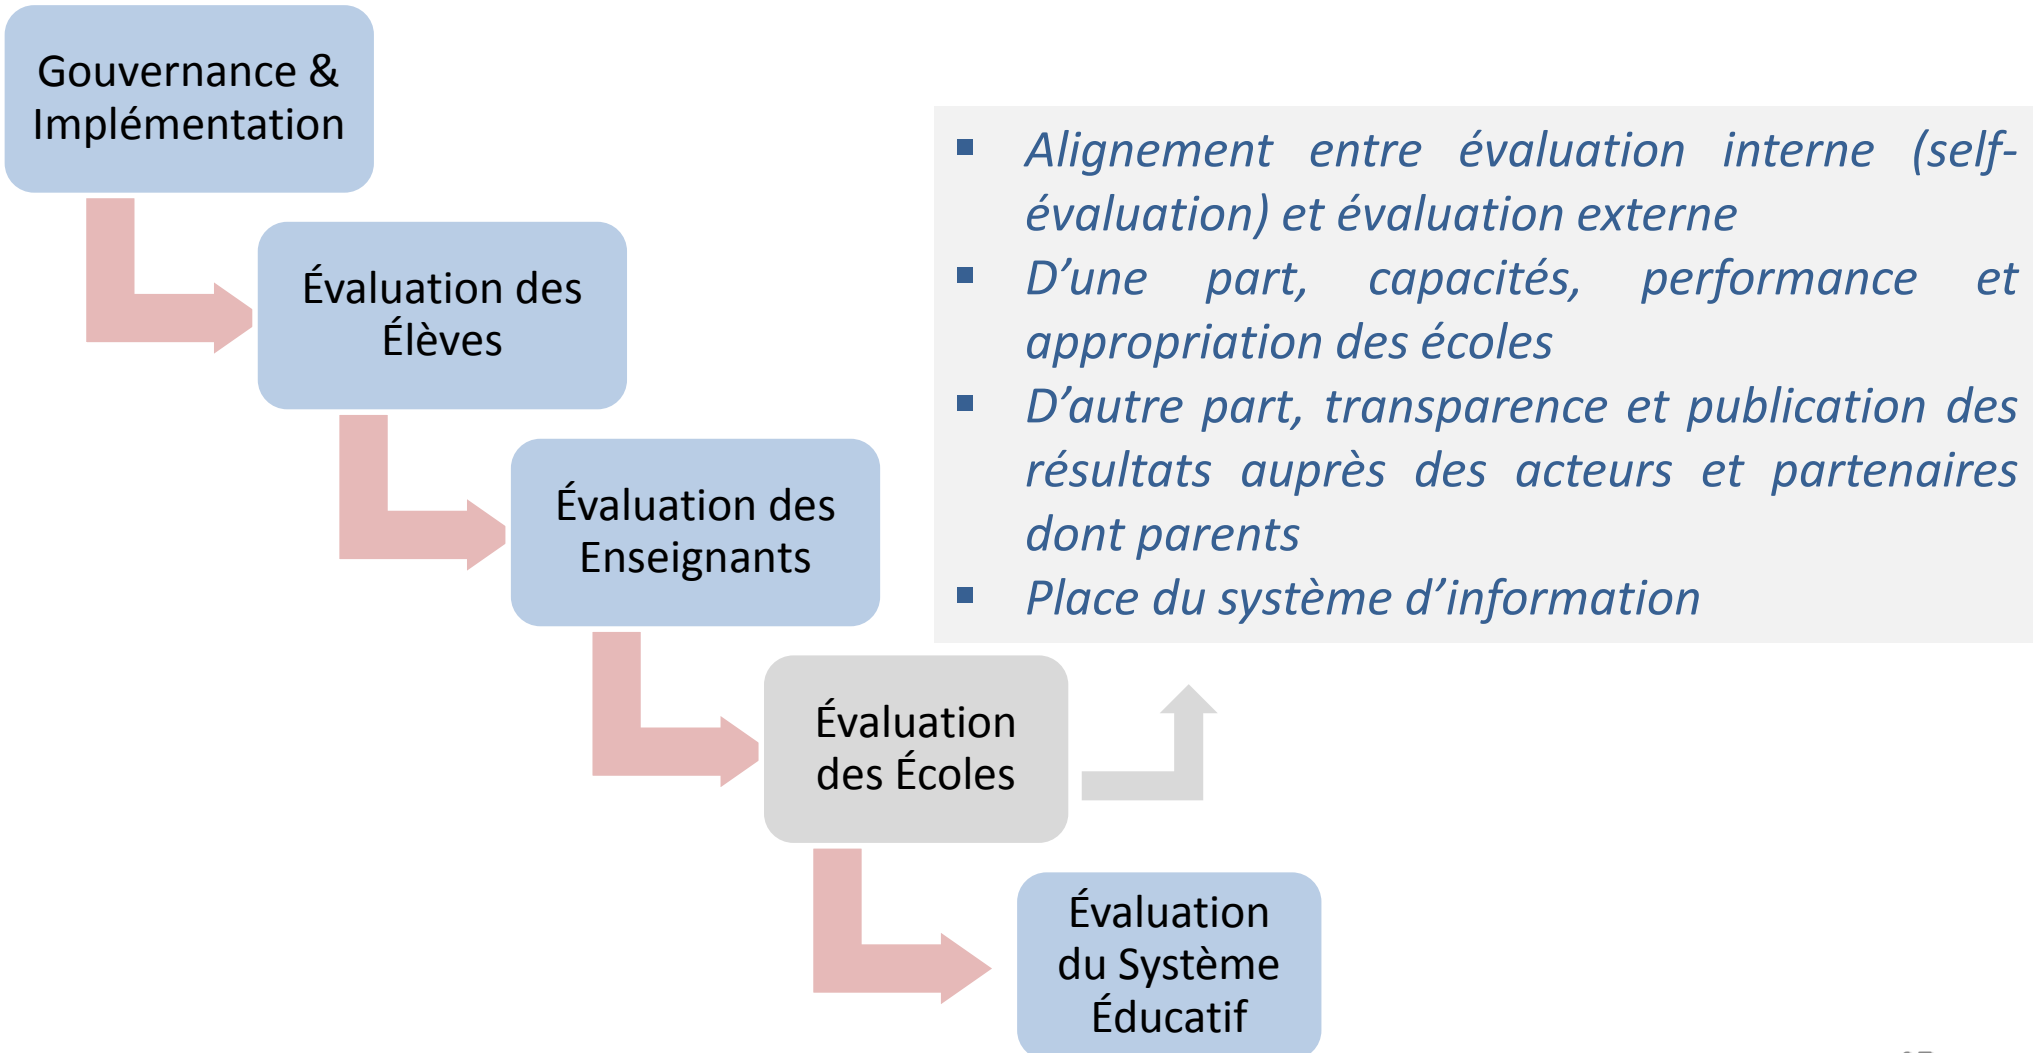 Gouvernance &
Implémentation
Évaluation des
Élèves
Évaluation des
Enseignants
Évaluation
des Écoles
Évaluation
du Système
Éducatif
▪ Alignement entre évaluation interne (self-
évaluation) et évaluation externe
▪ D’une part, capacités, performance et
appropriation des écoles
▪ D’autre part, transparence et publication des
résultats auprès des acteurs et partenaires
dont parents
▪ Place du système d’information